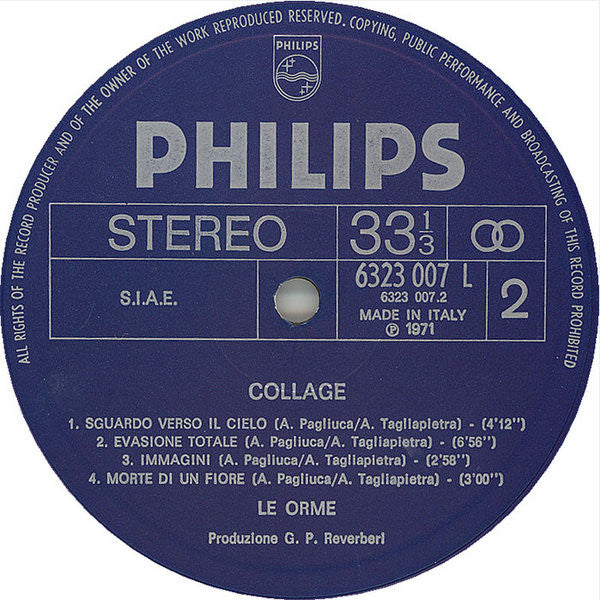 ALL RIGHTS OF THE RECORD PRODUCER AND OF THE OWNER OF THE WORK REPRODUCED RESERVED. COPYING, PUBLIC PERFORMANCE AND BROADCASTING OF THIS RECORD PROHIBITED
PHILIPS
PHILIPS
STEREO
33 1/3
S.I.A.E.
6323 007 L
6323 007.2
MADE IN ITALY
Ⓟ 1971
2
COLLAGE
1. SGUARDO VERSO IL CIELO (A. Pagliuca/A. Tagliapietra) - (4'12")
2. EVASIONE TOTALE (A. Pagliuca/A. Tagliapietra) - (6'56")
3. IMMAGINI (A. Pagliuca/A. Tagliapietra) - (2'58")
4. MORTE DI UN FIORE (A. Pagliuca/A. Tagliapietra) - (3'00")
LE ORME
Produzione G. P. Reverberi